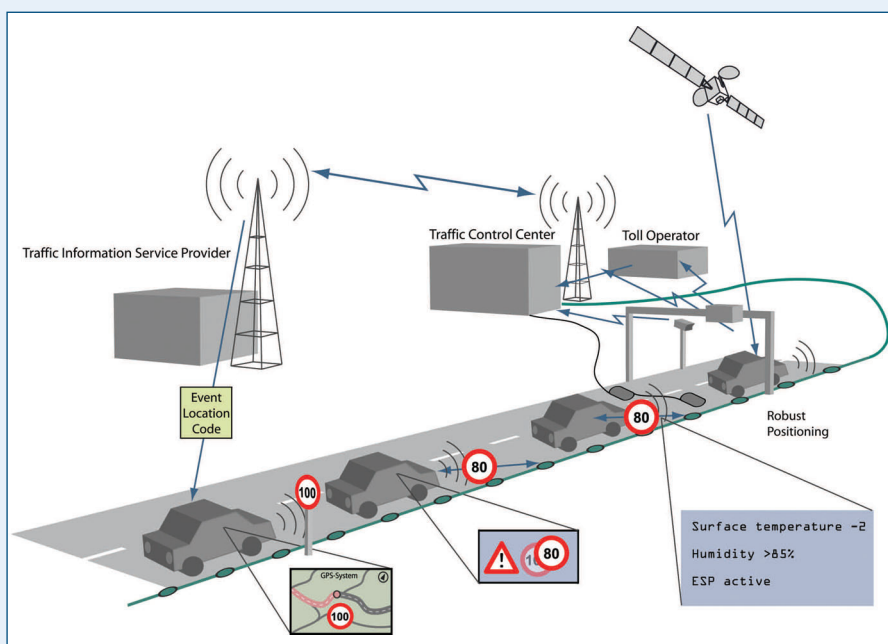 Traffic Information Service Provider
Traffic Control Center
Toll Operator
Event
Location
Code
Robust
Positioning
80
80
100
Surface temperature -2
Humidity >85%
ESP active
! 80
GPS-System
100